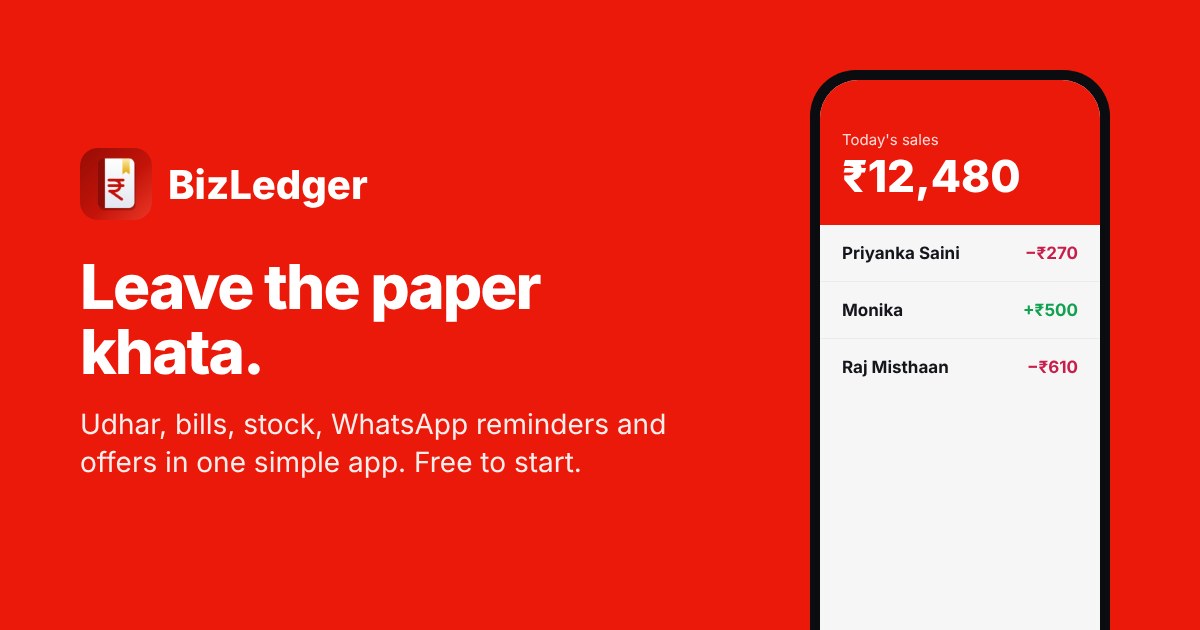 BizLedger
Leave the paper
khata.
Udhar, bills, stock, WhatsApp reminders and
offers in one simple app. Free to start.
Today's sales
₹12,480
Priyanka Saini −₹270
Monika +₹500
Raj Misthaan −₹610